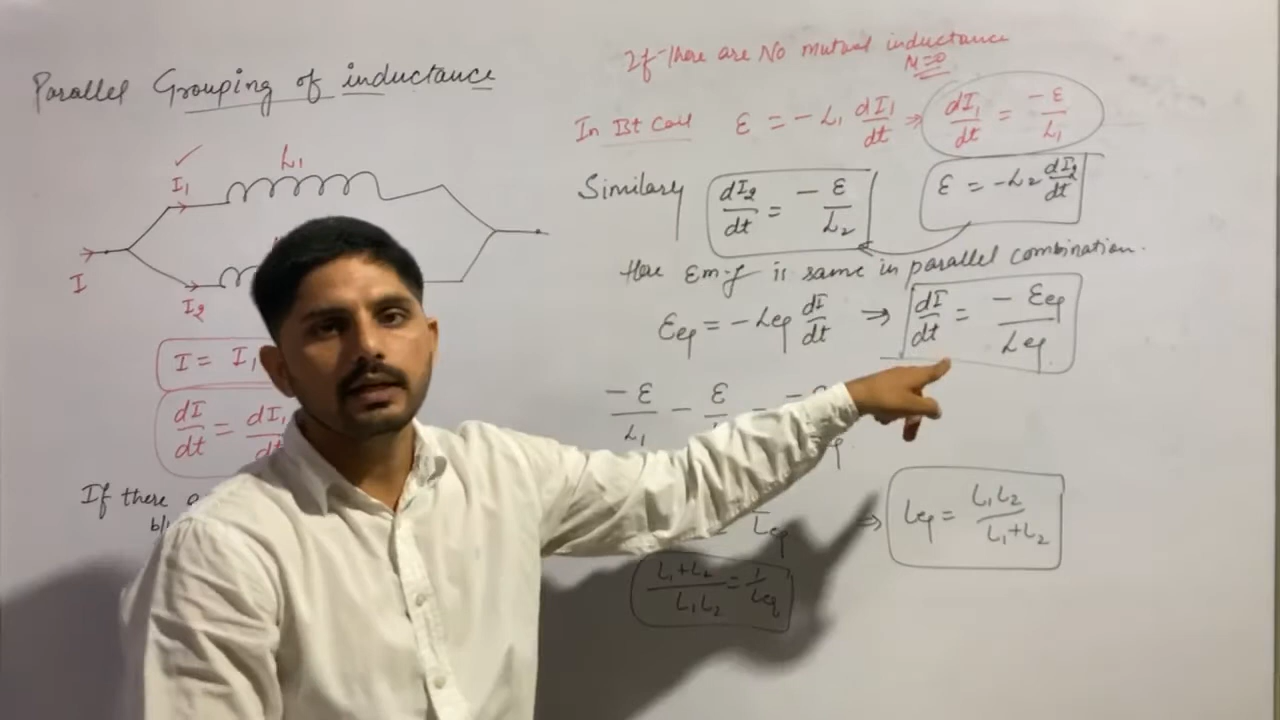 Parallel Grouping of inductance
L₁
I₁
I
I₂
I = I₁
dI/dt = dI₁/dt
If there
b/
If there are No mutual inductance
M=0
In Bt Coil ε = -L₁ dI₁/dt ⇒ dI₁/dt = -ε/L₁
Similary dI₂/dt = -ε/L₂ ε = -L₂ dI₂/dt
Here Em.f is same in parallel combination.
εeq = -Leq dI/dt ⇒ dI/dt = -εeq/Leq
-ε/L₁ - ε
Leq
L₁+L₂/L₁L₂ = 1/Leq
⇒ Leq = L₁L₂/L₁+L₂